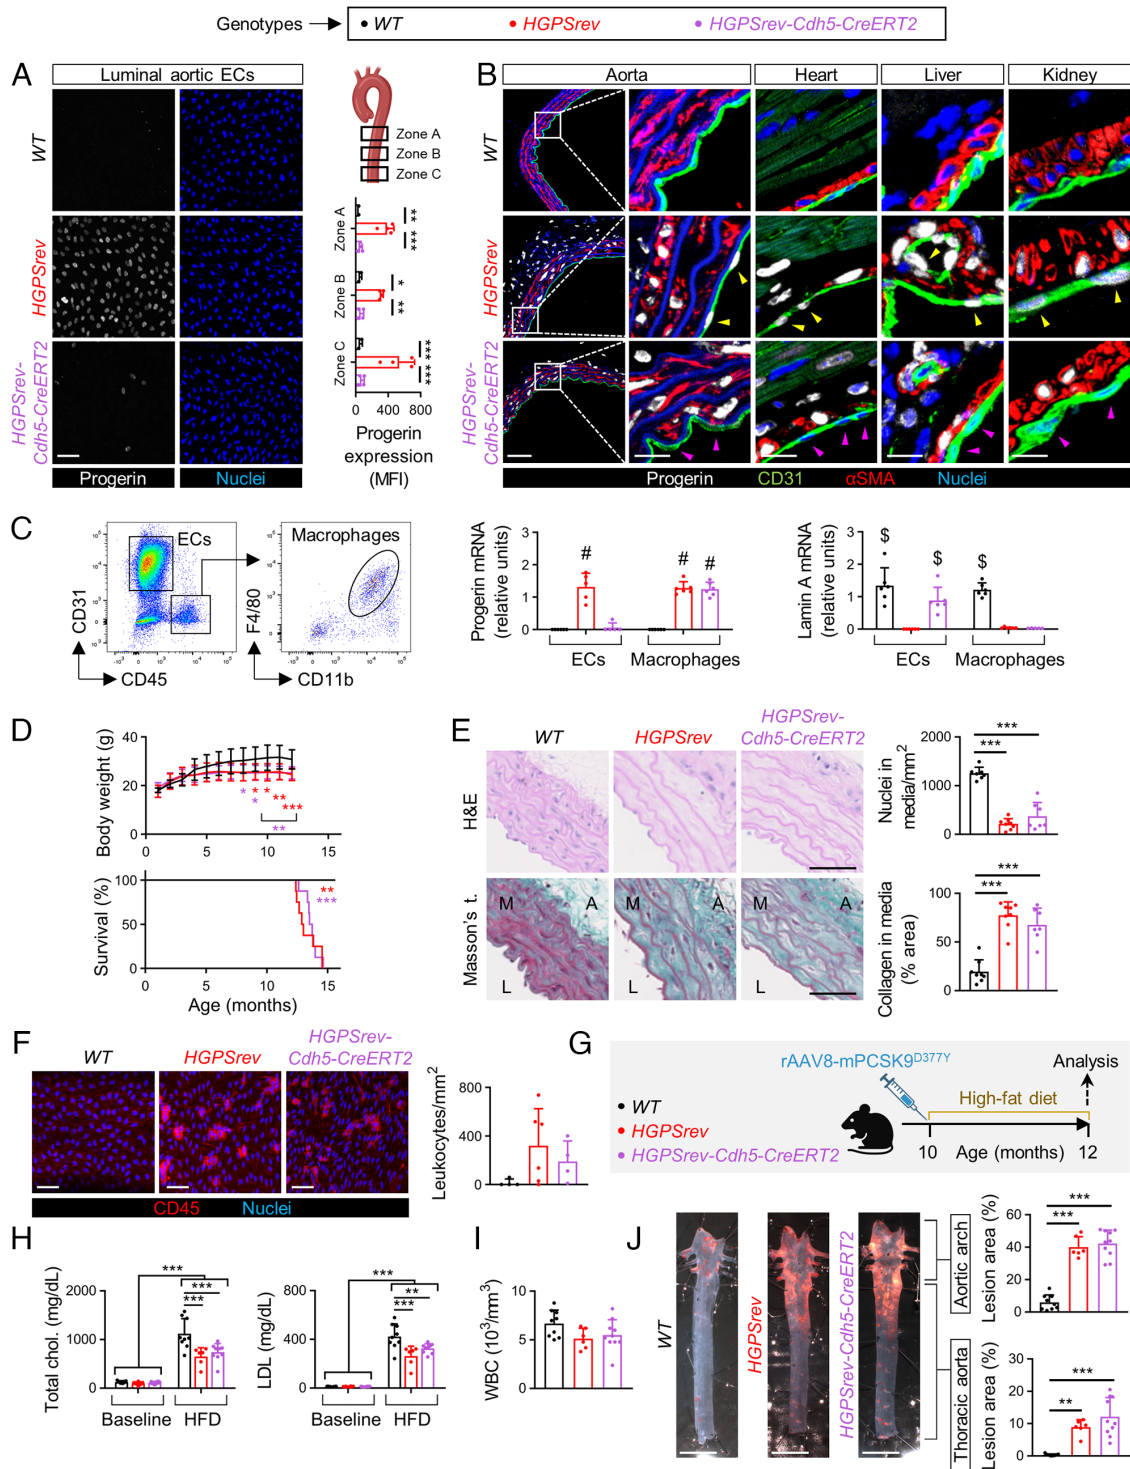 Genotypes
• WT
• HGPSrev
• HGPSrev-Cdh5-CreERT2
A
Luminal aortic ECs
WT
HGPSrev
HGPSrev-
Cdh5-CreERT2
Progerin
Nuclei
Zone A
Zone B
Zone C
Zone A
**
***
Zone B
*
**
Zone C
***
***
0 400 800
Progerin
expression
(MFI)
B
Aorta
Heart
Liver
Kidney
WT
HGPSrev
HGPSrev-
Cdh5-CreERT2
Progerin
CD31
αSMA
Nuclei
C
ECs
CD31
CD45
Macrophages
F4/80
CD11b
Progerin mRNA
(relative units)
3
2
1
0
#
# #
ECs
Macrophages
Lamin A mRNA
(relative units)
3
2
1
0
$
$
$
ECs
Macrophages
D
Body weight (g)
40
20
0
* * * ** ***
*
**
0 5 10 15
Survival (%)
100
50
0
**
***
0 5 10 15
Age (months)
E
WT
HGPSrev
HGPSrev-
Cdh5-CreERT2
H&E
Masson's t.
M A
L
M A
L
M A
L
Nuclei in
media/mm²
2000
1000
0
***
***
Collagen in media
(% area)
100
50
0
***
***
F
WT
HGPSrev
HGPSrev-
Cdh5-CreERT2
CD45
Nuclei
Leukocytes/mm²
800
400
0
G
WT
HGPSrev
HGPSrev-Cdh5-CreERT2
rAAV8-mPCSK9D377Y
Analysis
High-fat diet
10 Age (months) 12
H
Total chol. (mg/dL)
2000
1000
0
***
***
***
Baseline
HFD
LDL (mg/dL)
800
400
0
***
**
***
Baseline
HFD
I
WBC (10³/mm³)
10
5
0
J
WT
HGPSrev
HGPSrev-Cdh5-CreERT2
Aortic arch
Thoracic aorta
Lesion area (%)
60
40
20
0
***
***
Lesion area (%)
30
20
10
0
***
**